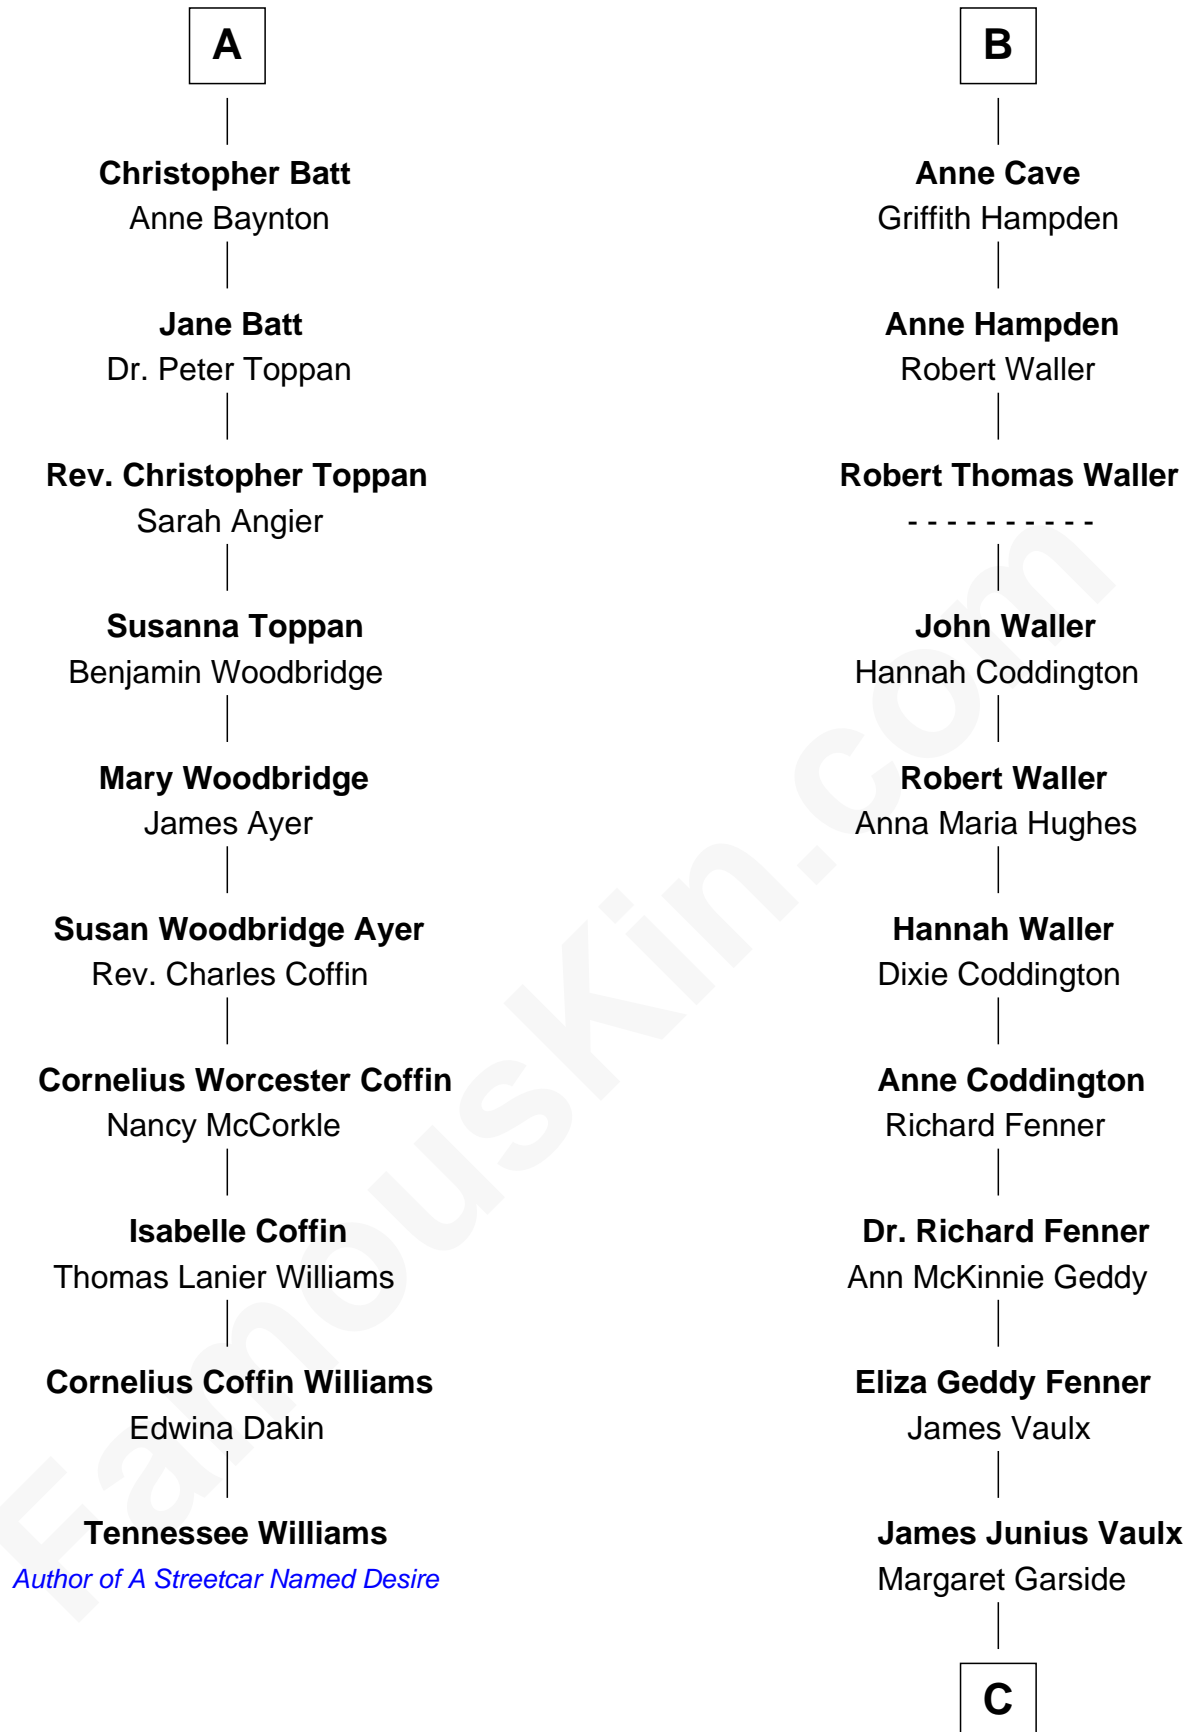 A
Christopher Batt
Anne Baynton
Jane Batt
Dr. Peter Toppan
Rev. Christopher Toppan
Sarah Angier
Susanna Toppan
Benjamin Woodbridge
Mary Woodbridge
James Ayer
Susan Woodbridge Ayer
Rev. Charles Coffin
Cornelius Worcester Coffin
Nancy McCorkle
Isabelle Coffin
Thomas Lanier Williams
Cornelius Coffin Williams
Edwina Dakin
Tennessee Williams
Author of A Streetcar Named Desire
B
Anne Cave
Griffith Hampden
Anne Hampden
Robert Waller
Robert Thomas Waller
- - - - - - - - - -
John Waller
Hannah Coddington
Robert Waller
Anna Maria Hughes
Hannah Waller
Dixie Coddington
Anne Coddington
Richard Fenner
Dr. Richard Fenner
Ann McKinnie Geddy
Eliza Geddy Fenner
James Vaulx
James Junius Vaulx
Margaret Garside
C
FamousKin.com